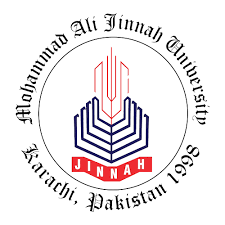 Mohammad Ali Jinnah University
JINNAH
Karachi, Pakistan 1998